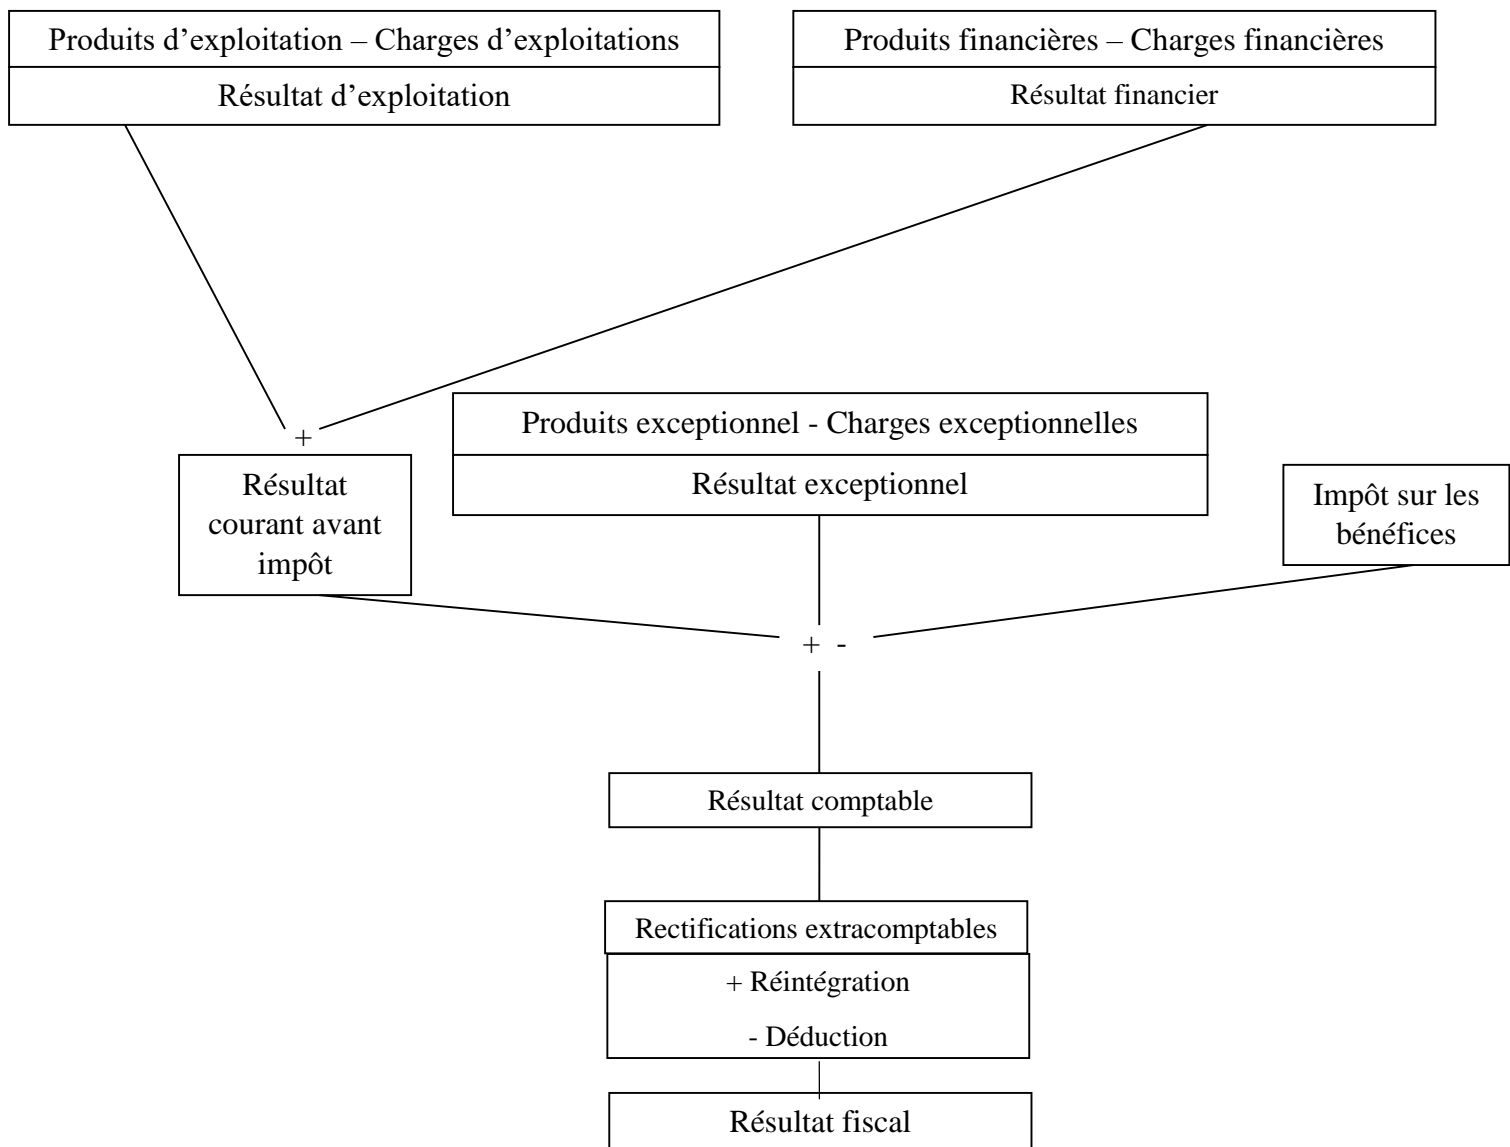 Produits d’exploitation – Charges d’exploitations
Résultat d’exploitation
Produits financières – Charges financières
Résultat financier
+
Résultat
courant avant
impôt
Produits exceptionnel - Charges exceptionnelles
Résultat exceptionnel
Impôt sur les
bénéfices
+ -
Résultat comptable
Rectifications extracomptables
+ Réintégration
- Déduction
Résultat fiscal